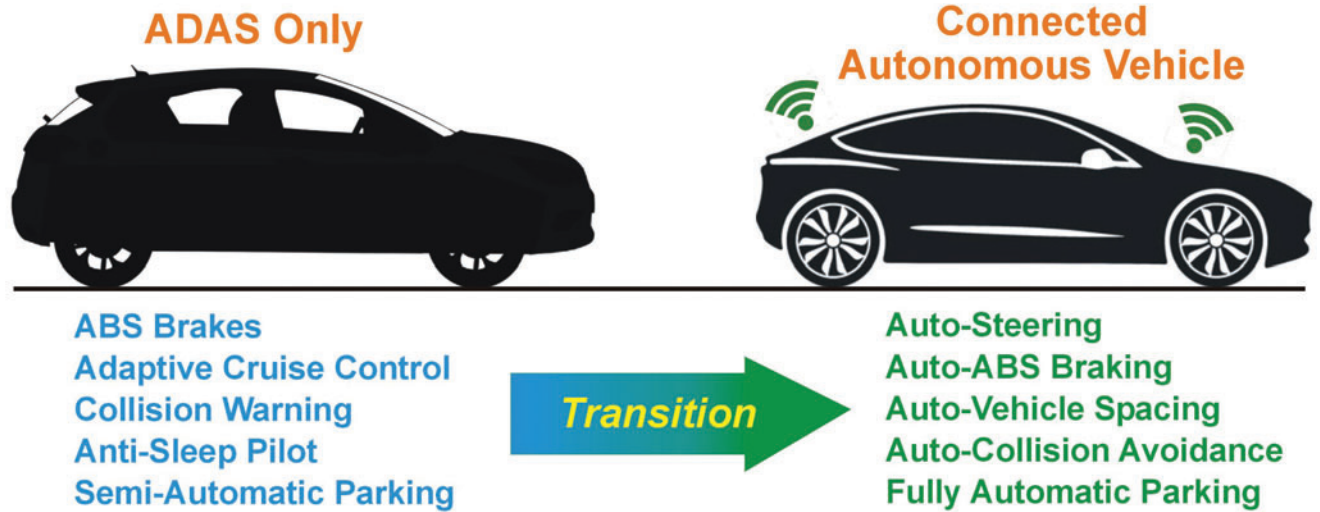 ADAS Only
Connected
Autonomous Vehicle
ABS Brakes
Adaptive Cruise Control
Collision Warning
Anti-Sleep Pilot
Semi-Automatic Parking
Transition
Auto-Steering
Auto-ABS Braking
Auto-Vehicle Spacing
Auto-Collision Avoidance
Fully Automatic Parking